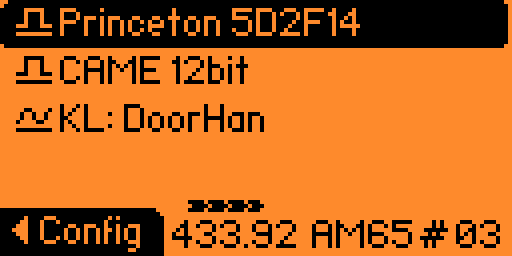 Princeton 5D2F14
CAME 12bit
KL: DoorHan
Config 433.92 AM65 # 03